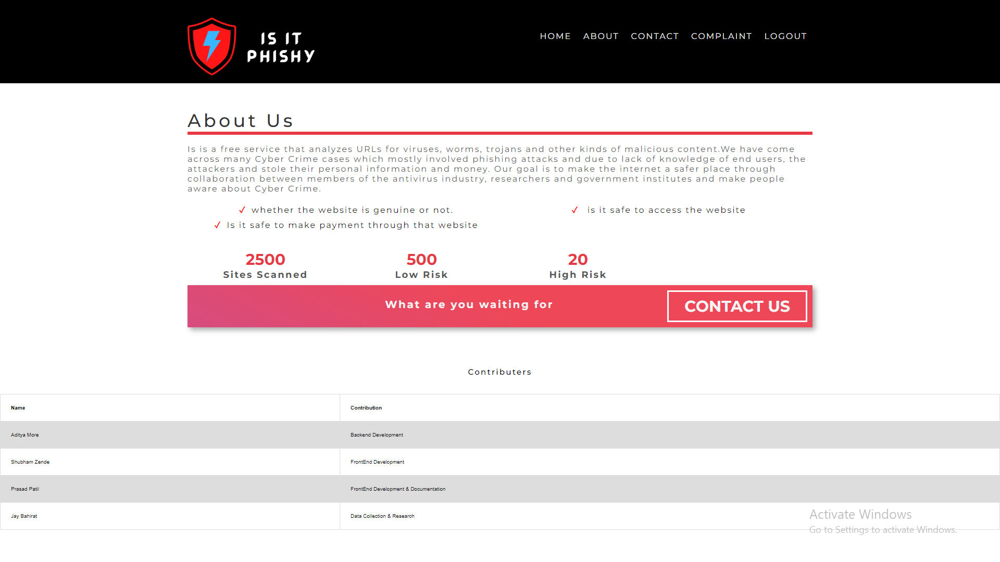 IS IT
PHISHY
HOME ABOUT CONTACT COMPLAINT LOGOUT
About Us
Is is a free service that analyzes URLs for viruses, worms, trojans and other kinds of malicious content.We have come
across many Cyber Crime cases which mostly involved phishing attacks and due to lack of knowledge of end users, the
attackers and stole their personal information and money. Our goal is to make the internet a safer place through
collaboration between members of the antivirus industry, researchers and government institutes and make people
aware about Cyber Crime.
✓ whether the website is genuine or not. ✓ is it safe to access the website
✓ Is it safe to make payment through that website
2500 500 20
Sites Scanned Low Risk High Risk
What are you waiting for CONTACT US
Contributers
Name Contribution
Aditya More Backend Development
Shubham Zende FrontEnd Development
Prasad Patil FrontEnd Development & Documentation
Jay Bahirat Data Collection & Research
Activate Windows
Go to Settings to activate Windows.